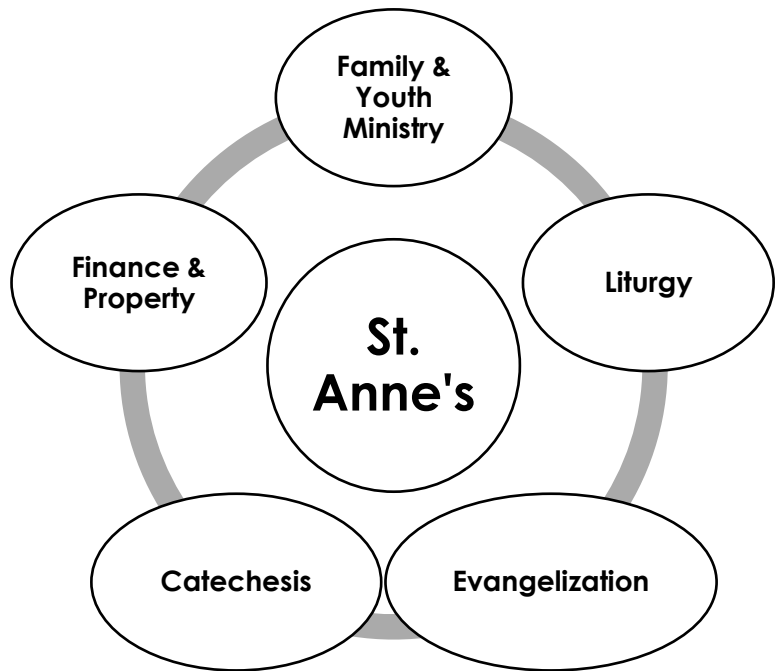 Family &
Youth
Ministry
Finance &
Property
Liturgy
St.
Anne's
Catechesis
Evangelization